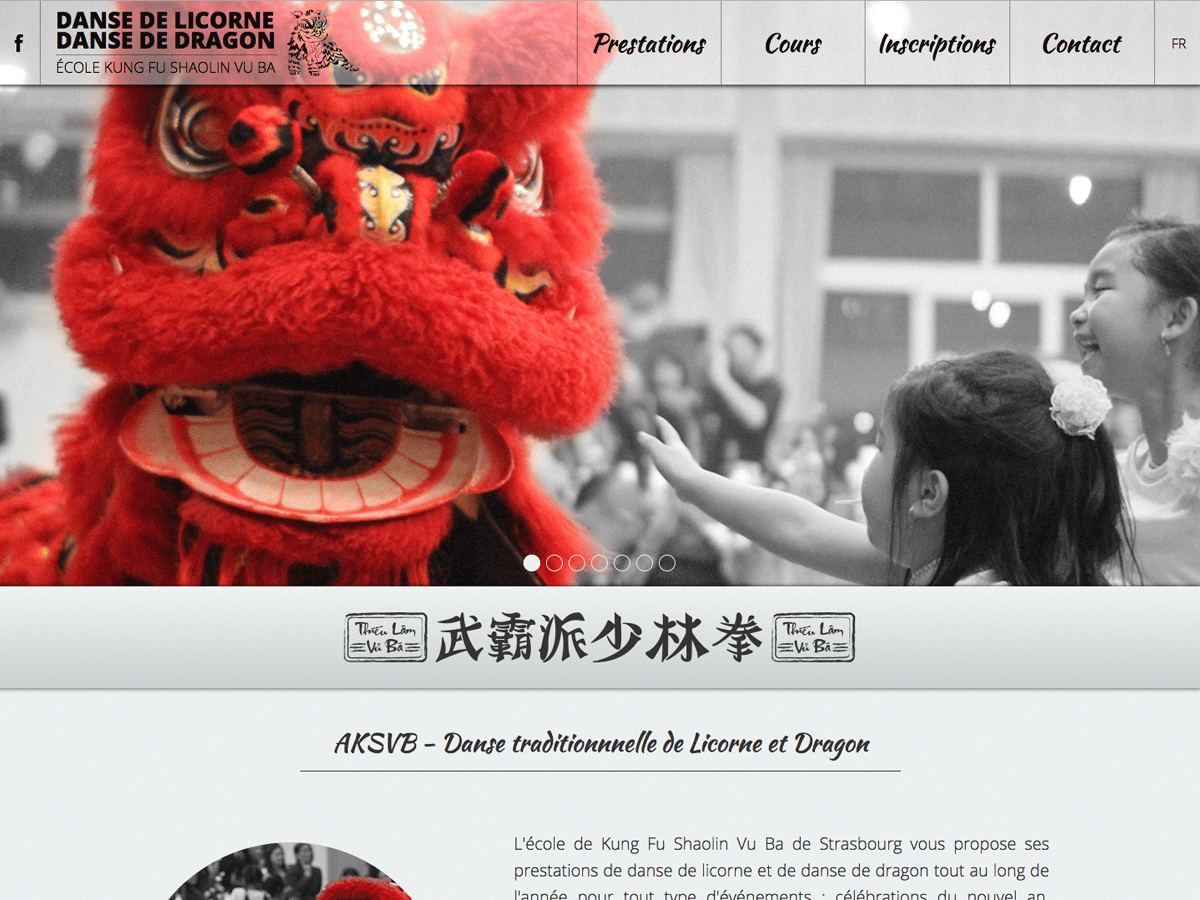 f
DANSE DE LICORNE
DANSE DE DRAGON
ÉCOLE KUNG FU SHAOLIN VU BA
Prestations
Cours
Inscriptions
Contact
FR
Thiếu Lâm
Vũ Bá
武霸派少林拳
Thiếu Lâm
Vũ Bá
AKSVB – Danse traditionnnelle de Licorne et Dragon
L'école de Kung Fu Shaolin Vu Ba de Strasbourg vous propose ses
prestations de danse de licorne et de danse de dragon tout au long de
l'année pour tout type d'événements : célébrations du nouvel an,